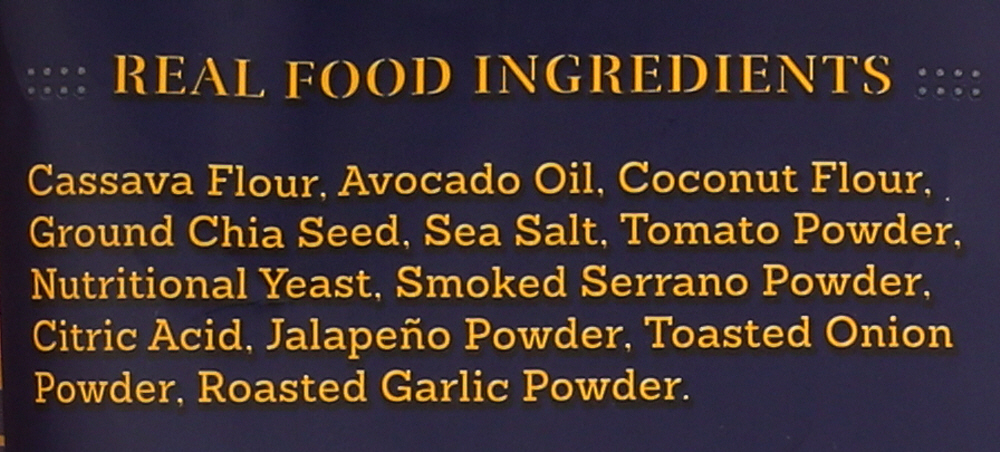 REAL FOOD INGREDIENTS
Cassava Flour, Avocado Oil, Coconut Flour,
Ground Chia Seed, Sea Salt, Tomato Powder,
Nutritional Yeast, Smoked Serrano Powder,
Citric Acid, Jalapeño Powder, Toasted Onion
Powder, Roasted Garlic Powder.